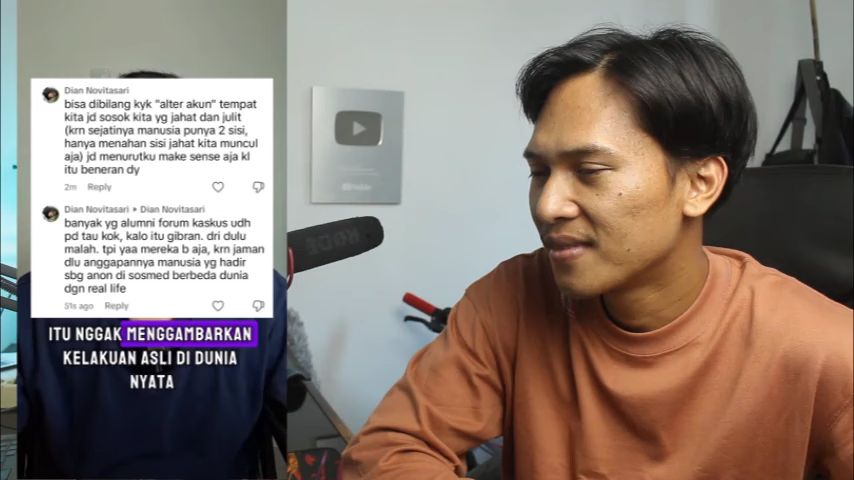 Dian Novitasari
bisa dibilang kyk "alter akun" tempat
kita jd sosok kita yg jahat dan julit
(krn sejatinya manusia punya 2 sisi,
hanya menahan sisi jahat kita muncul
aja) jd menurutku make sense aja kl
itu beneran dy
2m Reply
Dian Novitasari ▸ Dian Novitasari
banyak yg alumni forum kaskus udh
pd tau kok, kalo itu gibran. dri dulu
malah. tpi yaa mereka b aja, krn jaman
dlu anggapannya manusia yg hadir
sbg anon di sosmed berbeda dunia
dgn real life
51s ago Reply
ITU NGGAK MENGGAMBARKAN
KELAKUAN ASLI DI DUNIA
NYATA
RODE